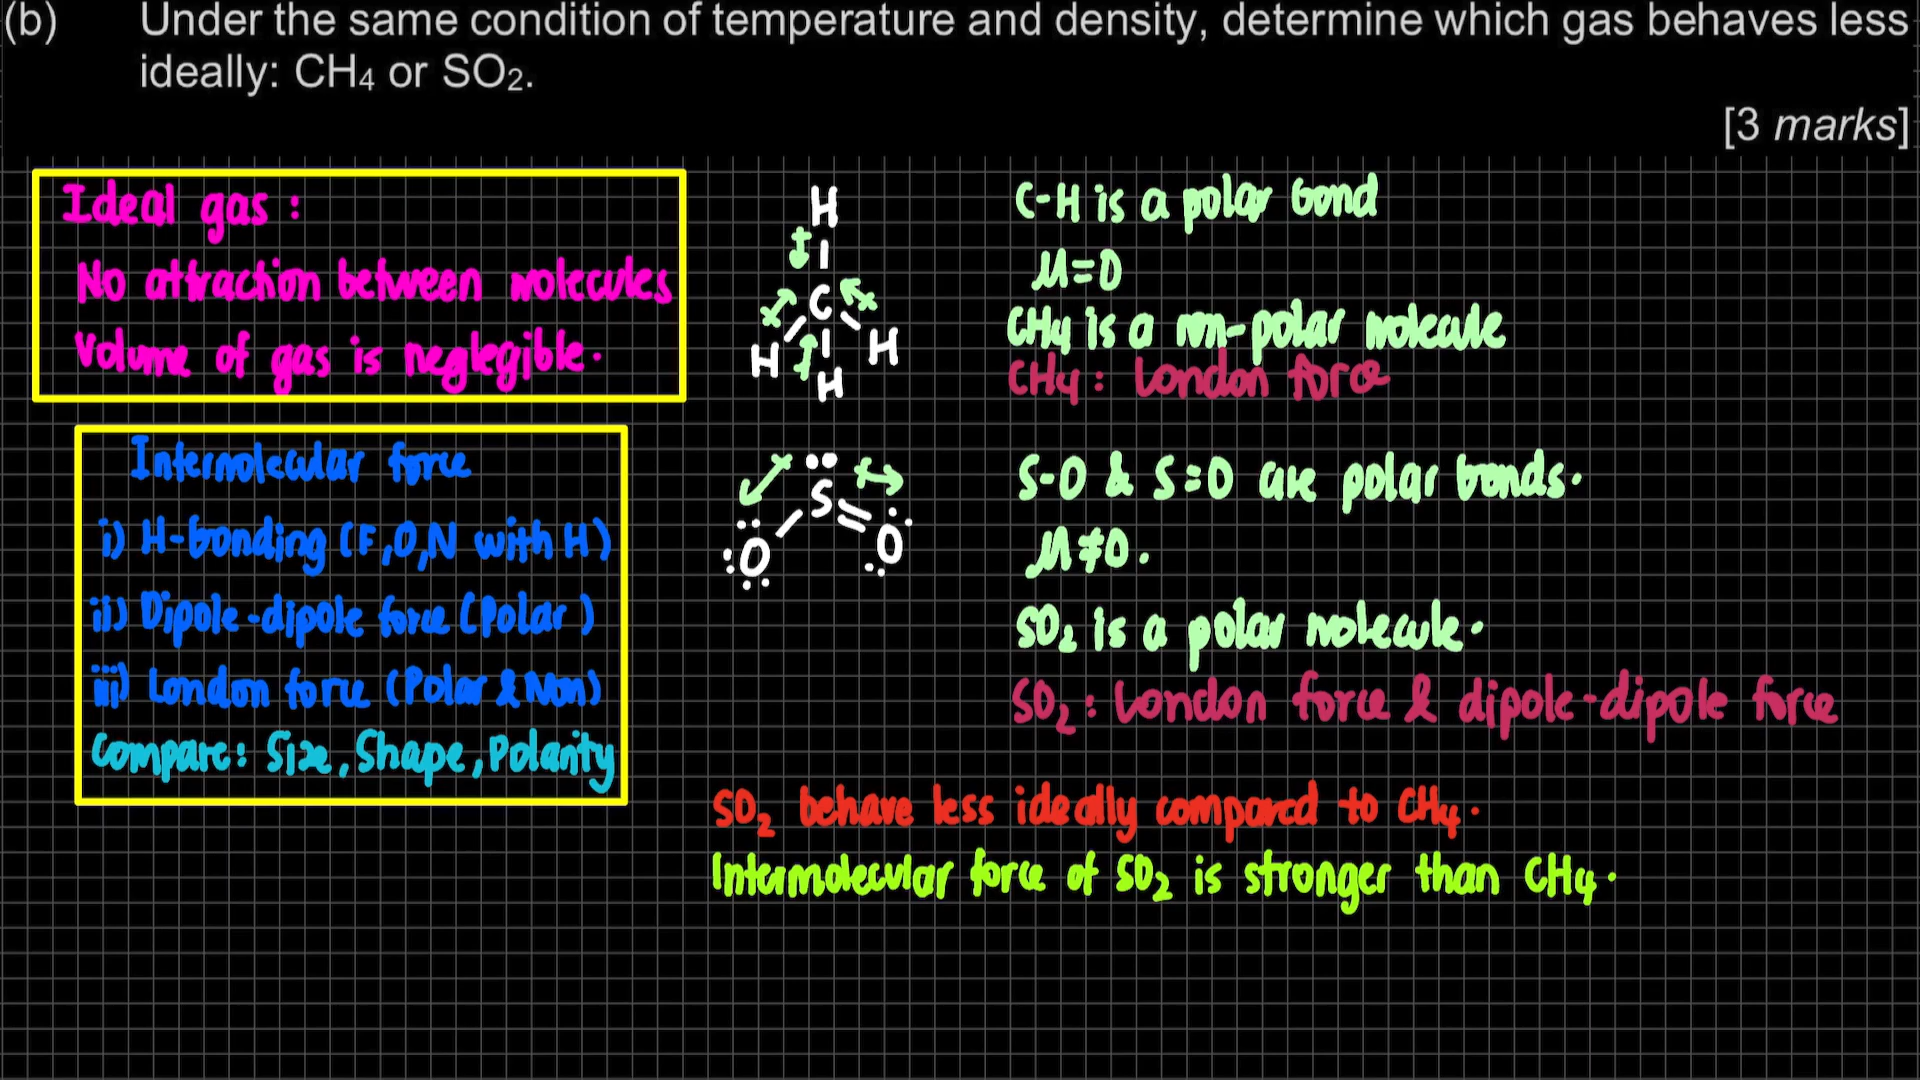 (b) Under the same condition of temperature and density, determine which gas behaves less
ideally: CH4 or SO2.
[3 marks]
Ideal gas :
No attraction between molecules
Volume of gas is neglegible.
Intermolecular force
i) H-bonding (F,O,N with H)
ii) Dipole-dipole force (Polar)
iii) London force (Polar & Non)
Compare: Size, Shape, Polarity
H
C
H H
H
C-H is a polar bond
μ=0
CH4 is a non-polar molecule
CH4 : London force
S
O O
S-O & S=O are polar bonds.
μ≠0.
SO2 is a polar molecule.
SO2 : London force & dipole-dipole force
SO2 behave less ideally compared to CH4.
Intermolecular force of SO2 is stronger than CH4.